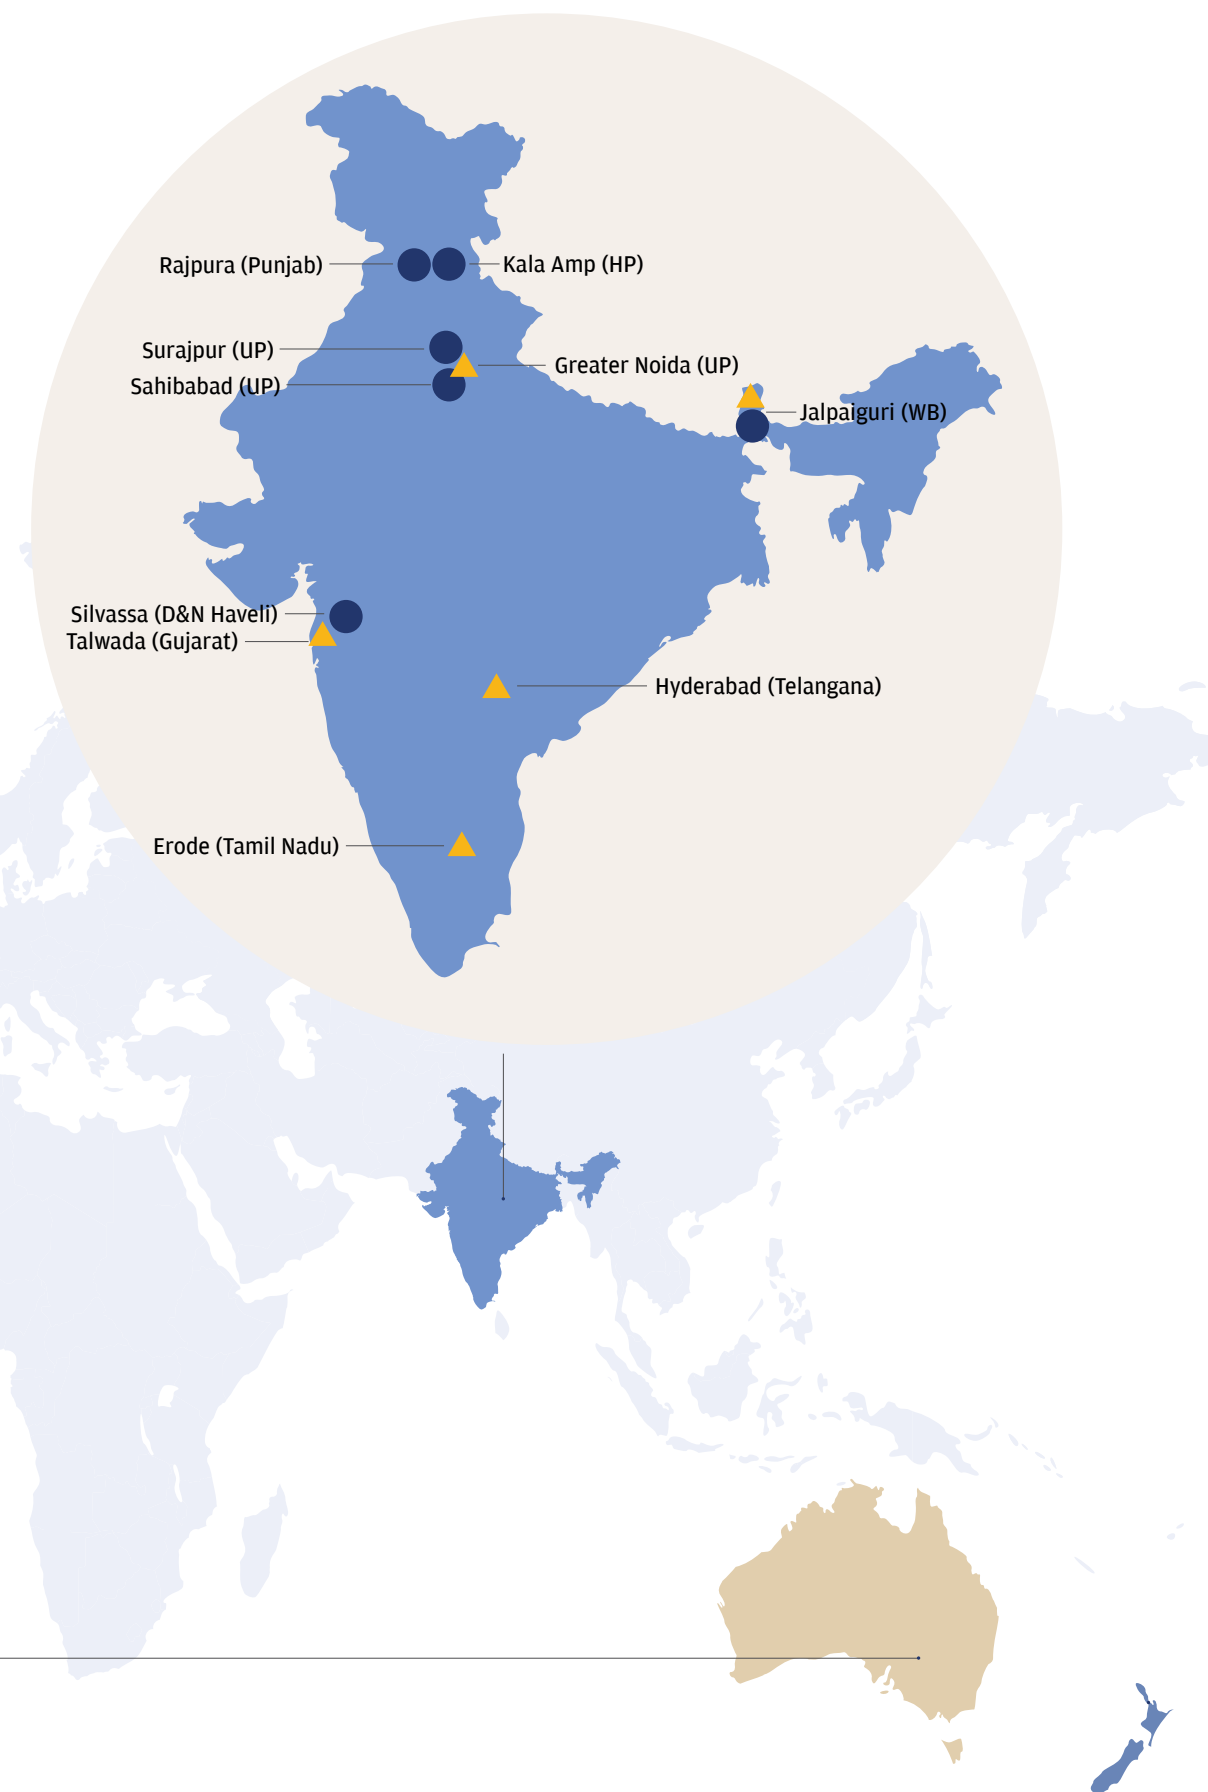 Rajpura (Punjab)
Kala Amp (HP)
Surajpur (UP)
Greater Noida (UP)
Sahibabad (UP)
Jalpaiguri (WB)
Silvassa (D&N Haveli)
Talwada (Gujarat)
Hyderabad (Telangana)
Erode (Tamil Nadu)